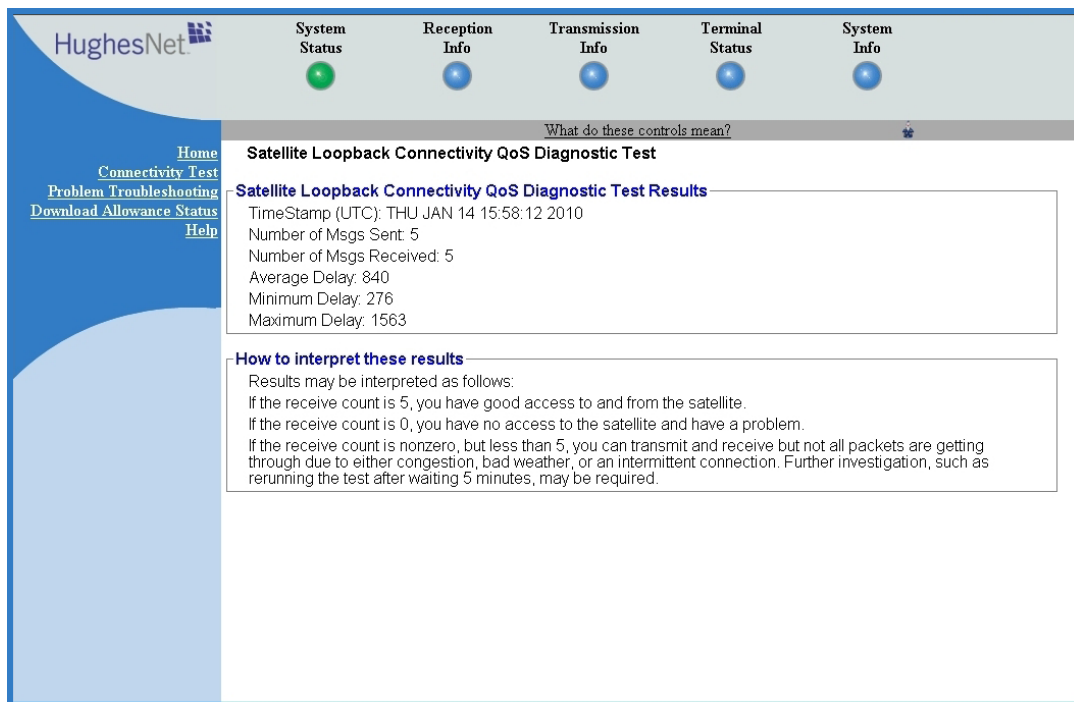 HughesNet.
System Status
Reception Info
Transmission Info
Terminal Status
System Info
What do these controls mean?
Home
Connectivity Test
Problem Troubleshooting
Download Allowance Status
Help
Satellite Loopback Connectivity QoS Diagnostic Test
Satellite Loopback Connectivity QoS Diagnostic Test Results
TimeStamp (UTC): THU JAN 14 15:58:12 2010
Number of Msgs Sent: 5
Number of Msgs Received: 5
Average Delay: 840
Minimum Delay: 276
Maximum Delay: 1563
How to interpret these results
Results may be interpreted as follows:
If the receive count is 5, you have good access to and from the satellite.
If the receive count is 0, you have no access to the satellite and have a problem.
If the receive count is nonzero, but less than 5, you can transmit and receive but not all packets are getting
through due to either congestion, bad weather, or an intermittent connection. Further investigation, such as
rerunning the test after waiting 5 minutes, may be required.